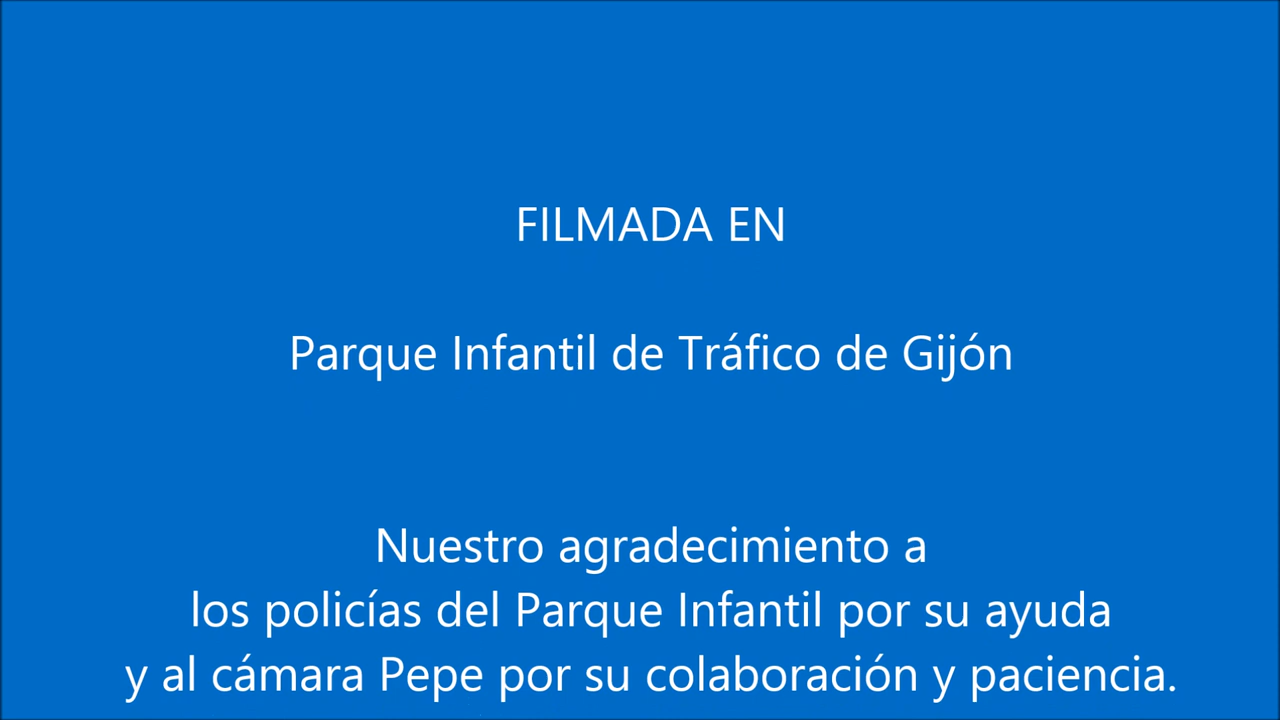 FILMADA EN
Parque Infantil de Tráfico de Gijón
Nuestro agradecimiento a
los policías del Parque Infantil por su ayuda
y al cámara Pepe por su colaboración y paciencia.